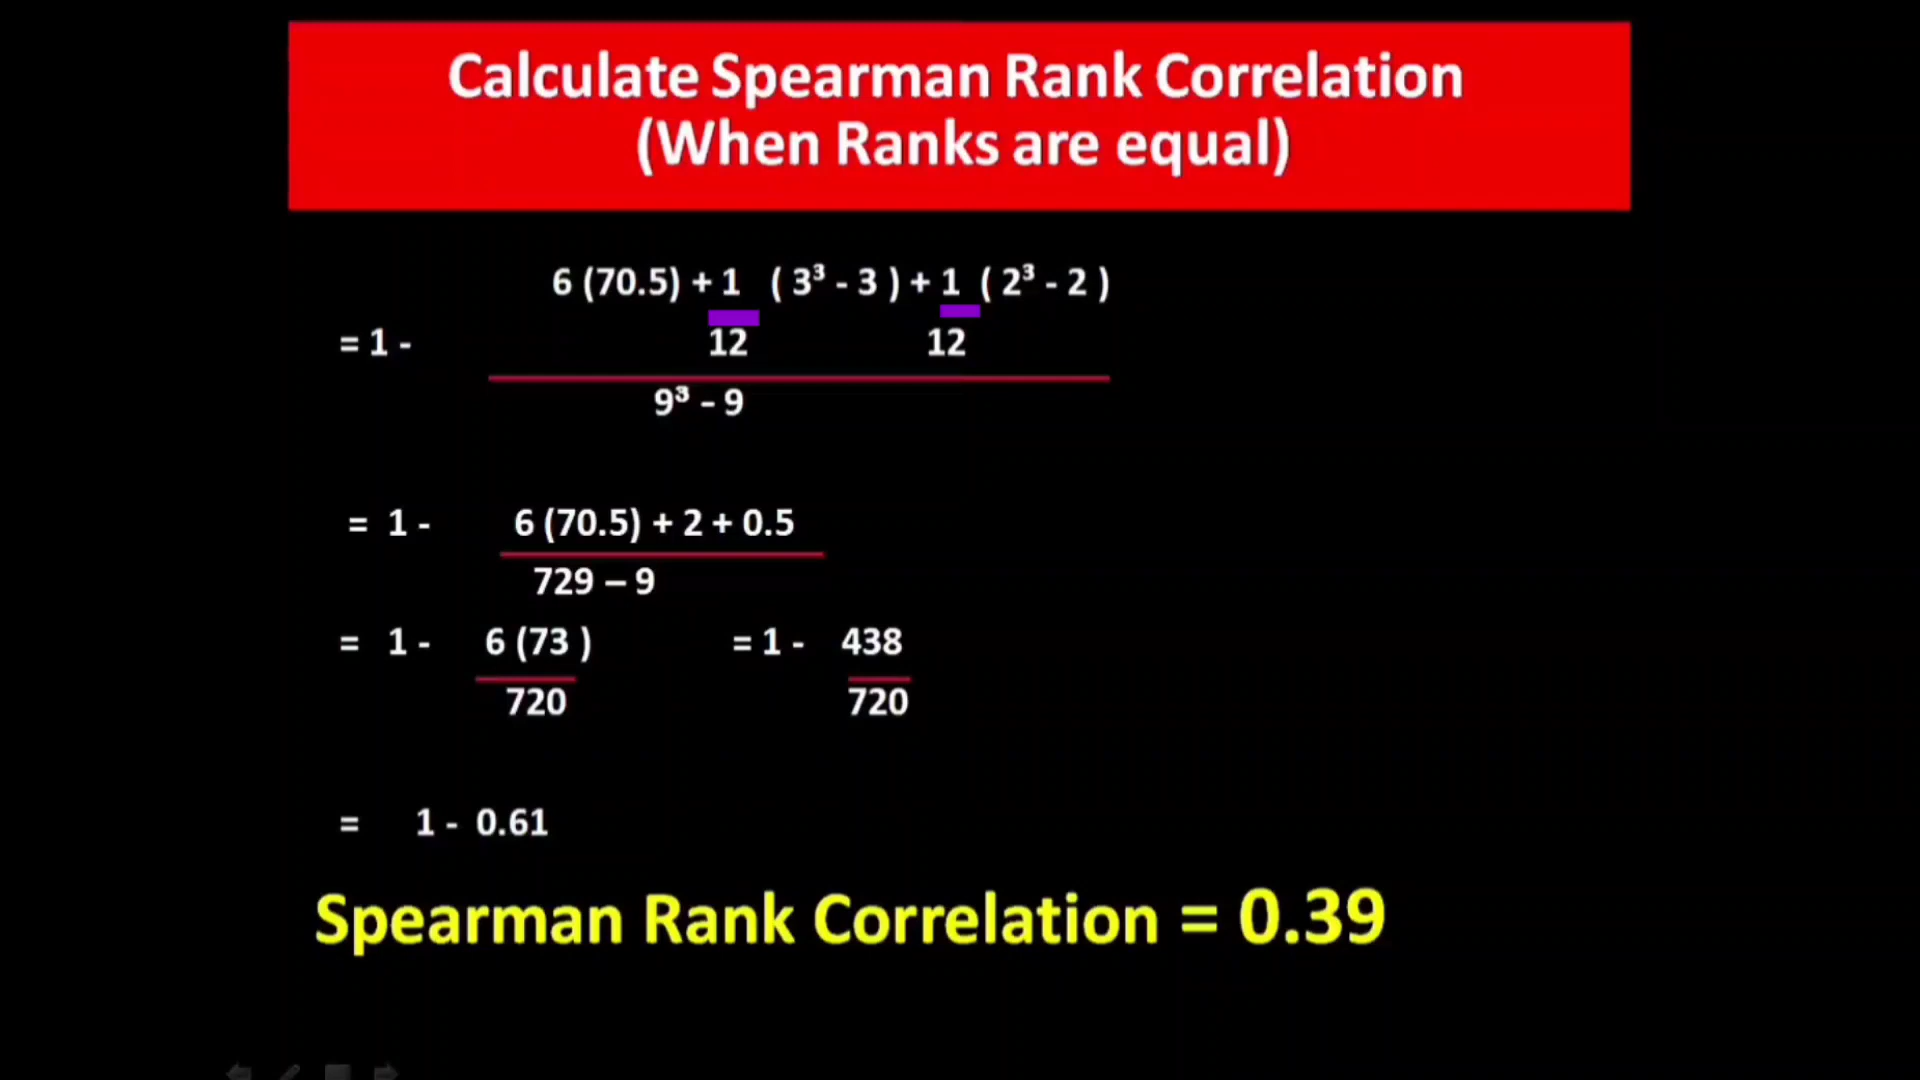 Calculate Spearman Rank Correlation
(When Ranks are equal)
6 (70.5) + 1 ( 3³ - 3 ) + 1 ( 2³ - 2 )
= 1 - 12 12
9³ - 9
= 1 - 6 (70.5) + 2 + 0.5
729 – 9
= 1 - 6 (73 ) = 1 - 438
720 720
= 1 - 0.61
Spearman Rank Correlation = 0.39